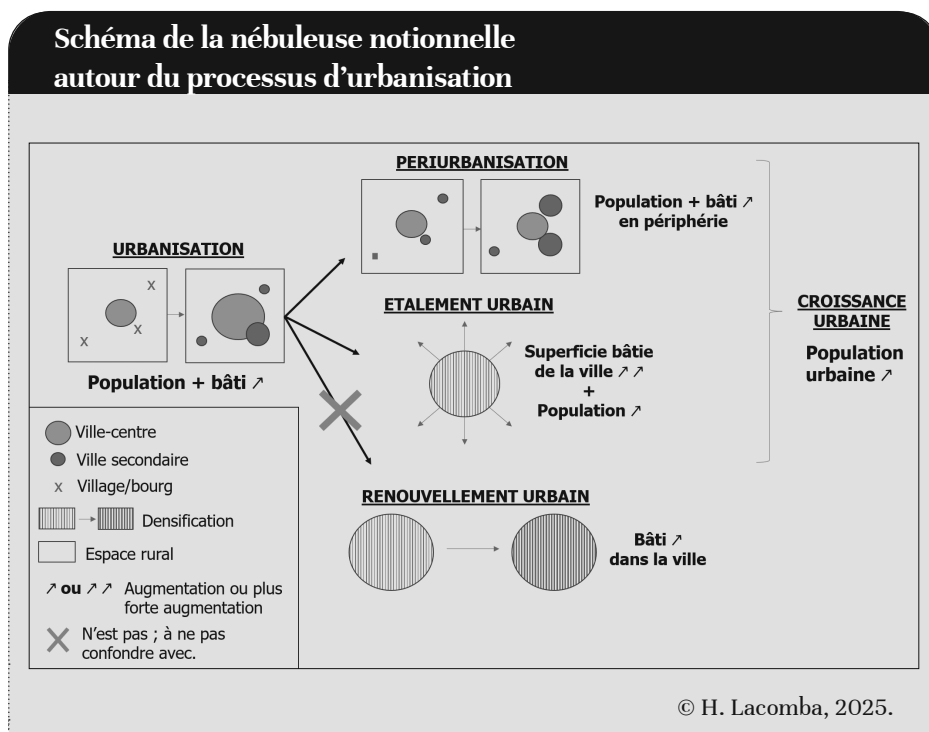 Schéma de la nébuleuse notionnelle
autour du processus d'urbanisation
PERIURBANISATION
Population + bâti ↗
en périphérie
URBANISATION
x
x
x
Population + bâti ↗
ETALEMENT URBAIN
Superficie bâtie
de la ville ↗ ↗
+
Population ↗
CROISSANCE
URBAINE
Population
urbaine ↗
RENOUVELLEMENT URBAIN
Bâti ↗
dans la ville
Ville-centre
Ville secondaire
x Village/bourg
Densification
Espace rural
↗ ou ↗ ↗ Augmentation ou plus
forte augmentation
N'est pas ; à ne pas
confondre avec.
© H. Lacomba, 2025.